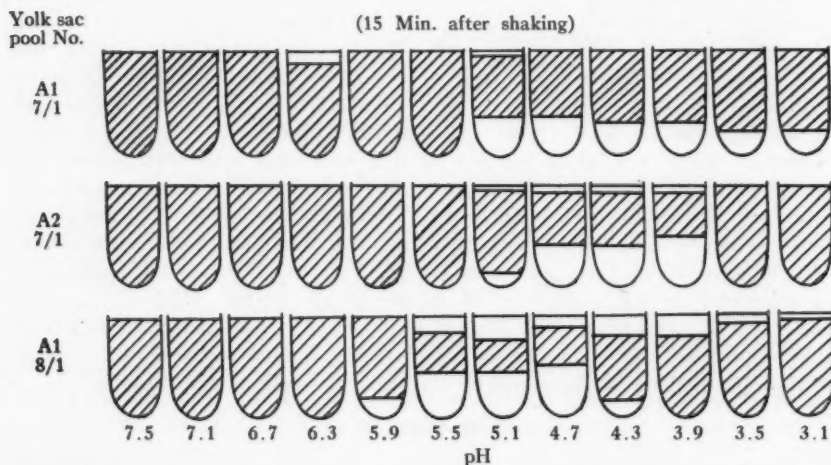 Yolk sac
pool No.
(15 Min. after shaking)
A1
7/1
A2
7/1
A1
8/1
7.5 7.1 6.7 6.3 5.9 5.5 5.1 4.7 4.3 3.9 3.5 3.1
pH